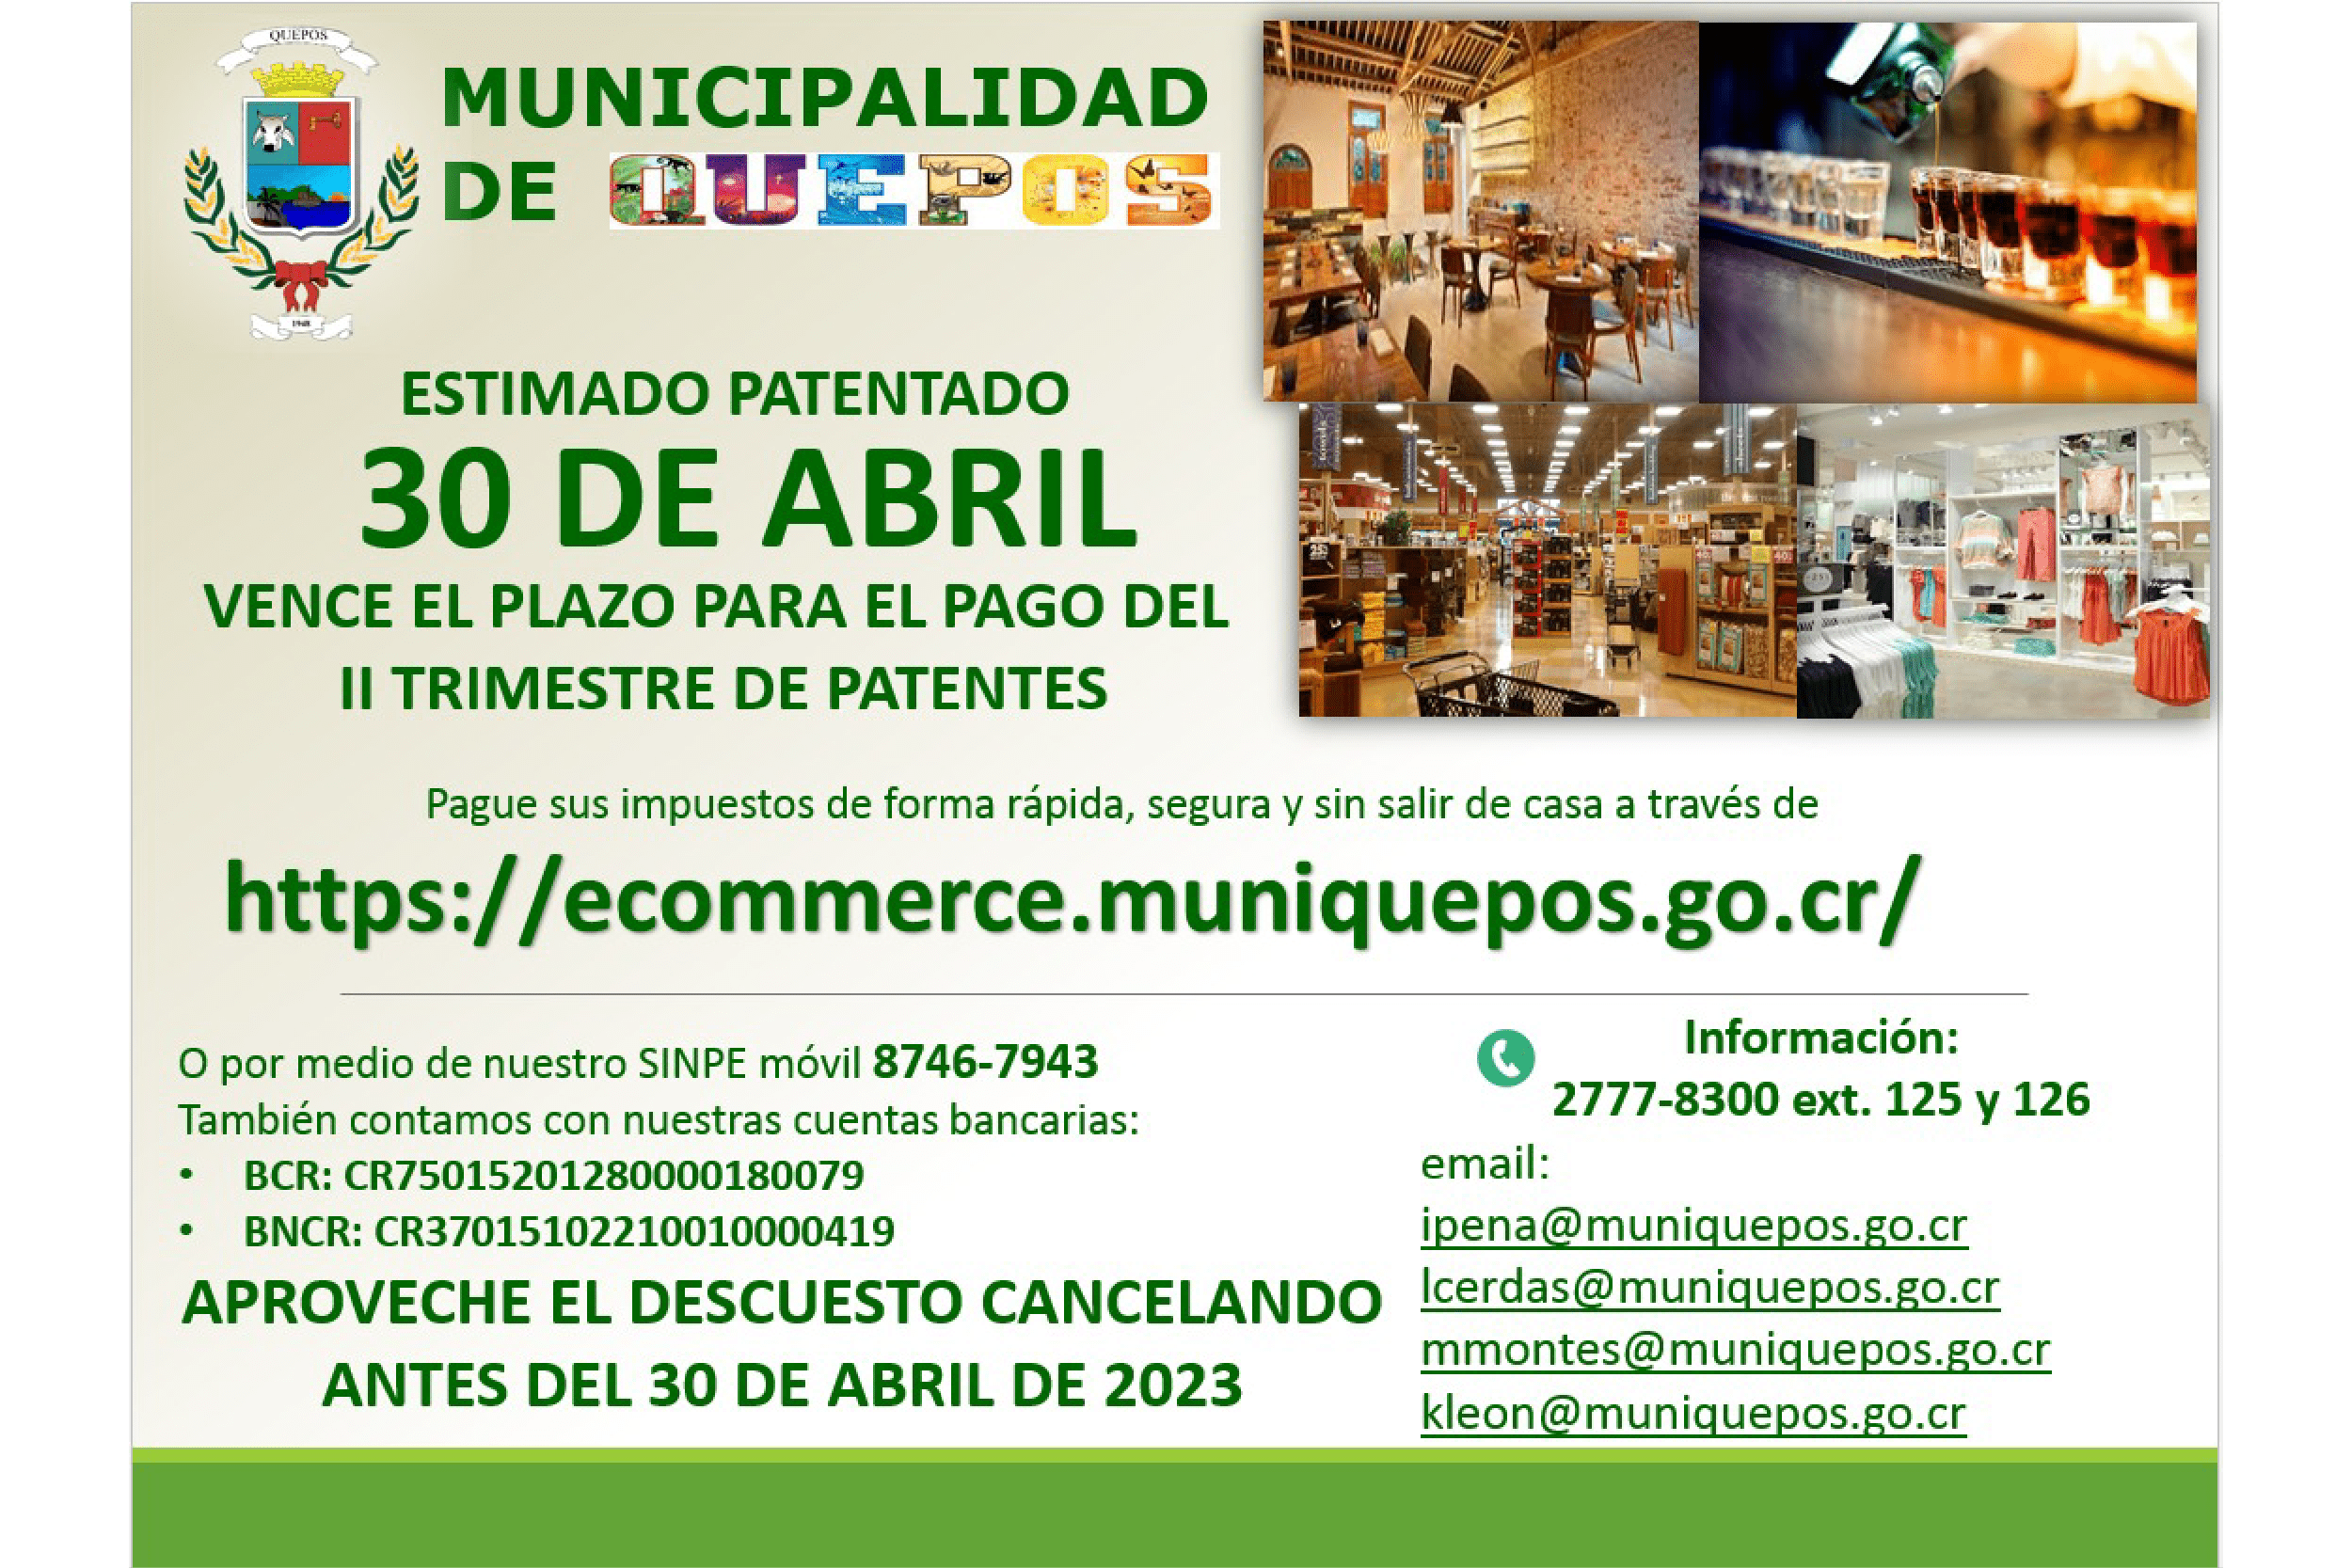 QUEPOS
MUNICIPALIDAD
DE QUEPOS
1948
ESTIMADO PATENTADO
30 DE ABRIL
VENCE EL PLAZO PARA EL PAGO DEL
II TRIMESTRE DE PATENTES
Pague sus impuestos de forma rápida, segura y sin salir de casa a través de
https://ecommerce.muniquepos.go.cr/
O por medio de nuestro SINPE móvil 8746-7943
También contamos con nuestras cuentas bancarias:
• BCR: CR75015201280000180079
• BNCR: CR37015102210010000419
APROVECHE EL DESCUESTO CANCELANDO
ANTES DEL 30 DE ABRIL DE 2023
Información:
2777-8300 ext. 125 y 126
email:
ipena@muniquepos.go.cr
lcerdas@muniquepos.go.cr
mmontes@muniquepos.go.cr
kleon@muniquepos.go.cr